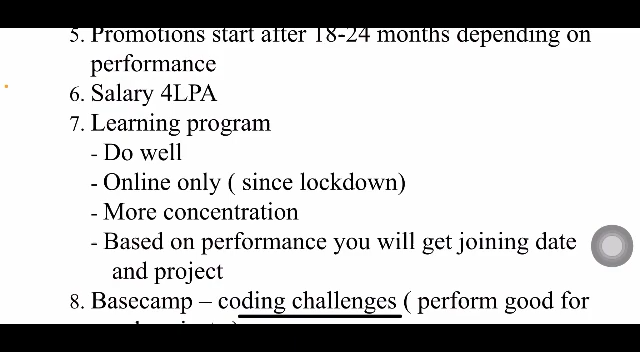 5. Promotions start after 18-24 months depending on
performance
6. Salary 4LPA
7. Learning program
- Do well
- Online only ( since lockdown)
- More concentration
- Based on performance you will get joining date
and project
8. Basecamp – coding challenges ( perform good for